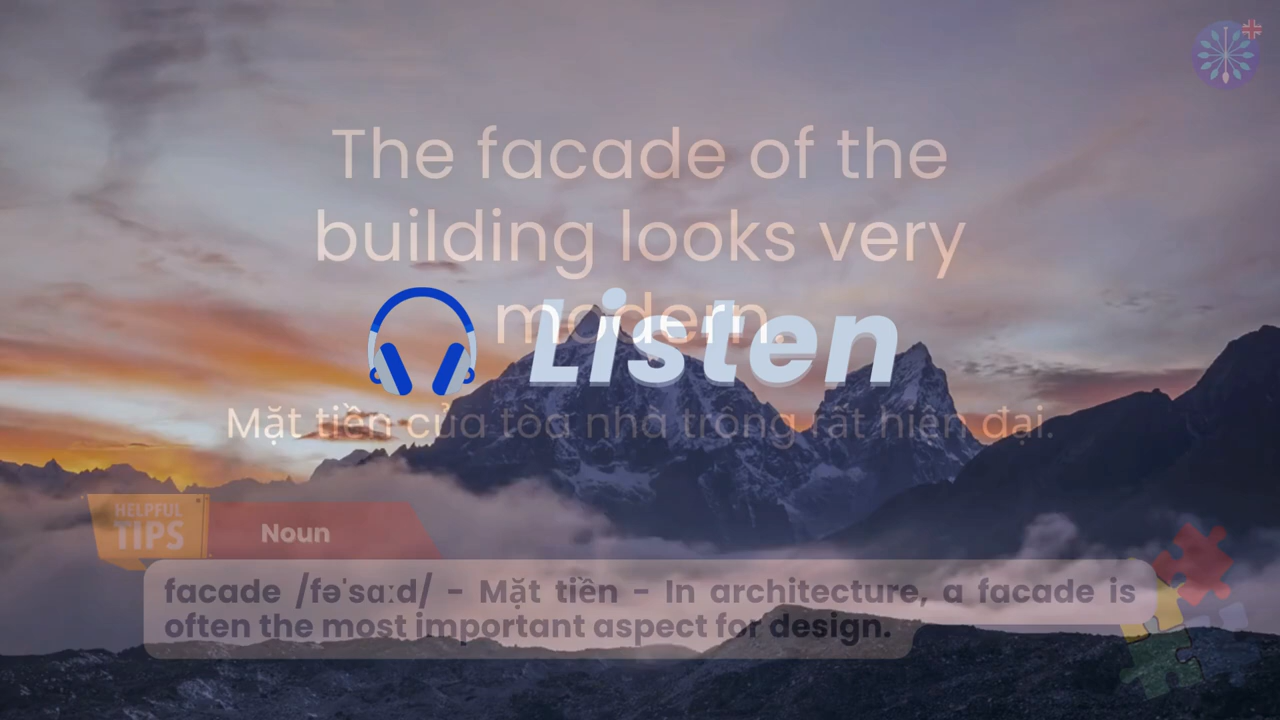 The facade of the
building looks very
modern.
Listen
Mặt tiền của tòa nhà trông rất hiện đại.
HELPFUL
TIPS
Noun
facade /fəˈsɑːd/ - Mặt tiền - In architecture, a facade is
often the most important aspect for design.